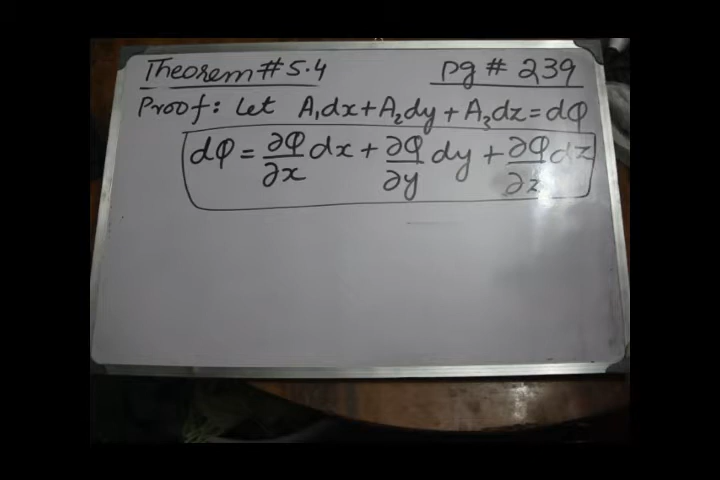 Theorem # 5.4 pg # 239
Proof: Let A₁dx + A₂dy + A₃dz = dφ
dφ = ∂φ/∂x dx + ∂φ/∂y dy + ∂φ/∂z dz